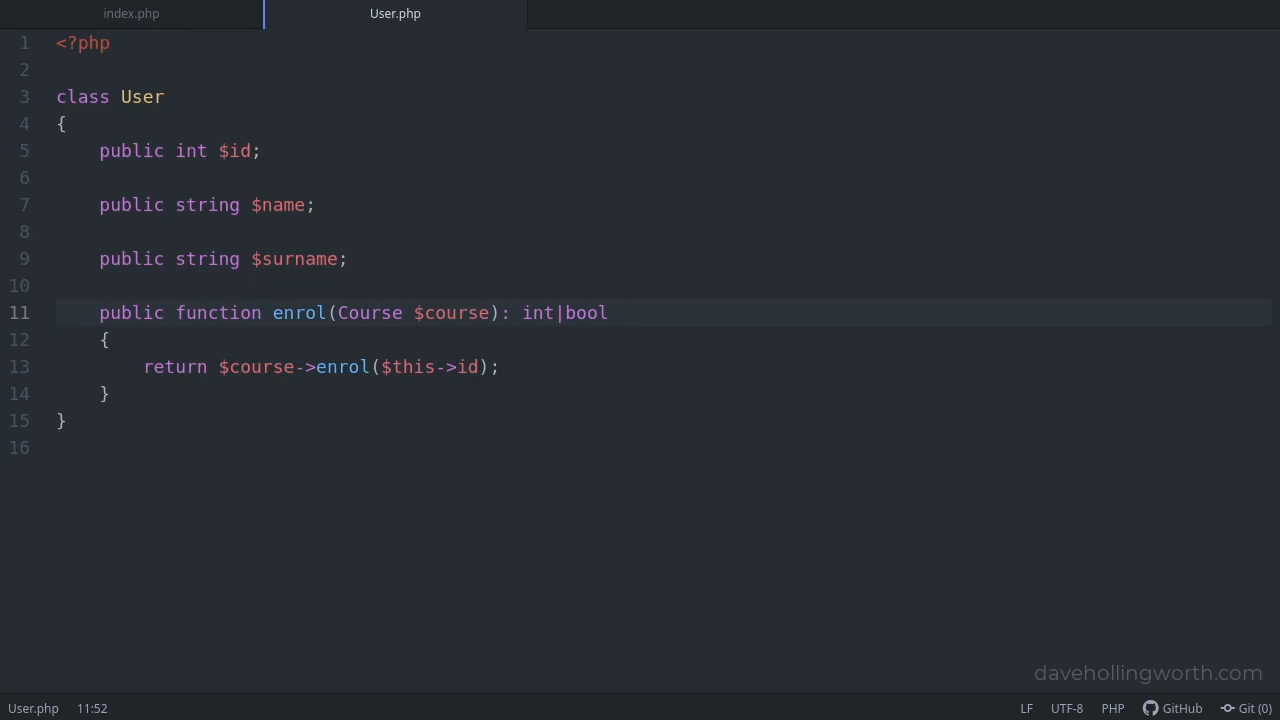 index.php User.php
1 <?php
2
3 class User
4 {
5     public int $id;
6
7     public string $name;
8
9     public string $surname;
10
11     public function enrol(Course $course): int|bool
12     {
13         return $course->enrol($this->id);
14     }
15 }
16
davehollingworth.com
User.php 11:52 LF UTF-8 PHP GitHub Git (0)